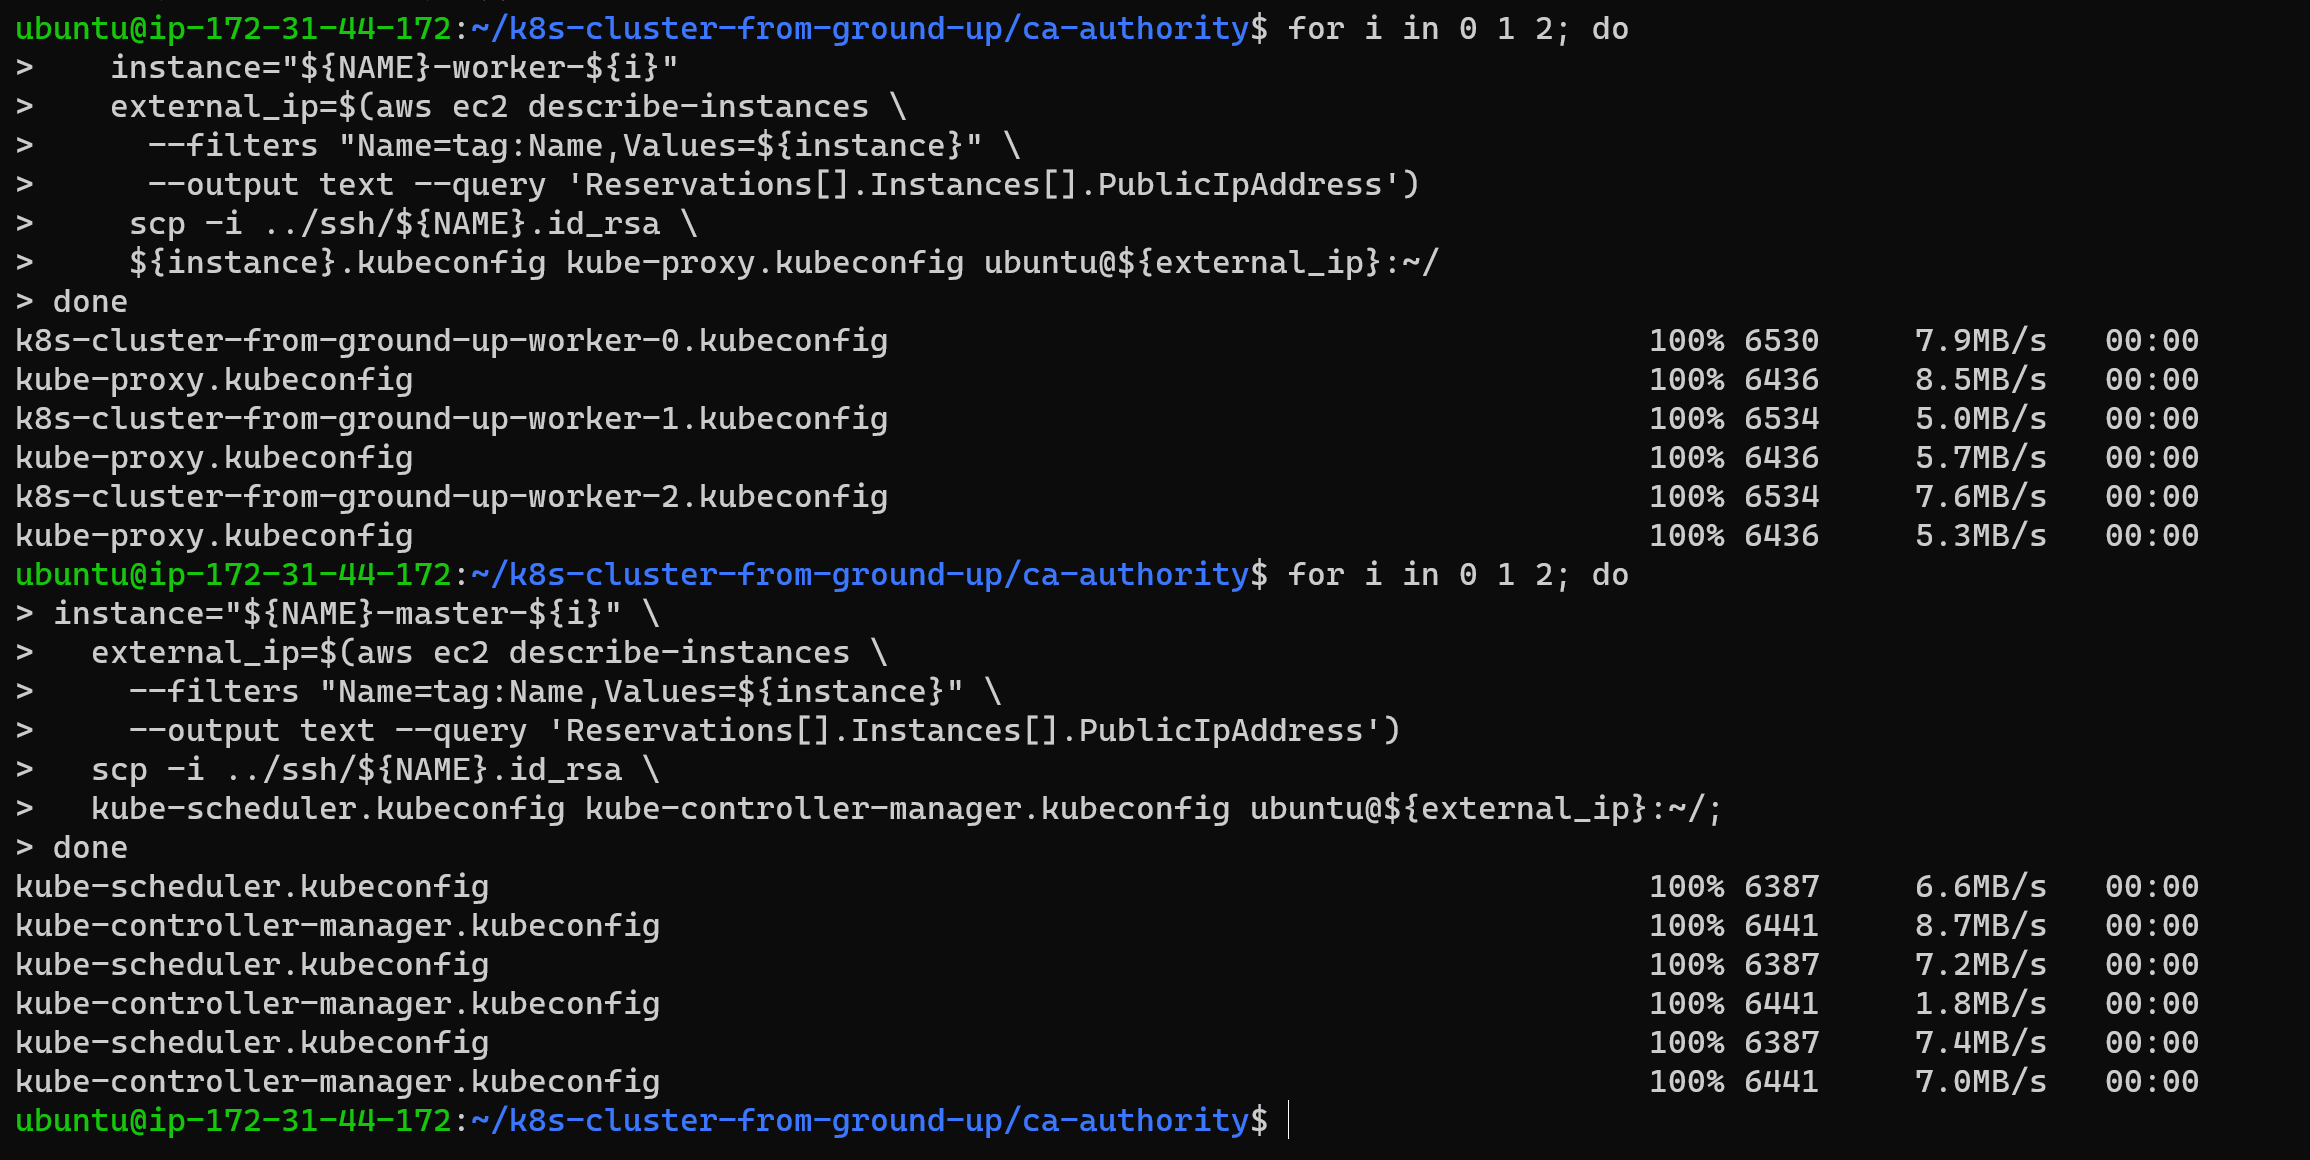 ubuntu@ip-172-31-44-172:~/k8s-cluster-from-ground-up/ca-authority$ for i in 0 1 2; do
>    instance="${NAME}-worker-${i}"
>    external_ip=$(aws ec2 describe-instances \
>      --filters "Name=tag:Name,Values=${instance}" \
>      --output text --query 'Reservations[].Instances[].PublicIpAddress')
>     scp -i ../ssh/${NAME}.id_rsa \
>     ${instance}.kubeconfig kube-proxy.kubeconfig ubuntu@${external_ip}:~/
> done
k8s-cluster-from-ground-up-worker-0.kubeconfig 100% 6530 7.9MB/s 00:00
kube-proxy.kubeconfig 100% 6436 8.5MB/s 00:00
k8s-cluster-from-ground-up-worker-1.kubeconfig 100% 6534 5.0MB/s 00:00
kube-proxy.kubeconfig 100% 6436 5.7MB/s 00:00
k8s-cluster-from-ground-up-worker-2.kubeconfig 100% 6534 7.6MB/s 00:00
kube-proxy.kubeconfig 100% 6436 5.3MB/s 00:00
ubuntu@ip-172-31-44-172:~/k8s-cluster-from-ground-up/ca-authority$ for i in 0 1 2; do
> instance="${NAME}-master-${i}" \
>   external_ip=$(aws ec2 describe-instances \
>     --filters "Name=tag:Name,Values=${instance}" \
>     --output text --query 'Reservations[].Instances[].PublicIpAddress')
>   scp -i ../ssh/${NAME}.id_rsa \
>   kube-scheduler.kubeconfig kube-controller-manager.kubeconfig ubuntu@${external_ip}:~/;
> done
kube-scheduler.kubeconfig 100% 6387 6.6MB/s 00:00
kube-controller-manager.kubeconfig 100% 6441 8.7MB/s 00:00
kube-scheduler.kubeconfig 100% 6387 7.2MB/s 00:00
kube-controller-manager.kubeconfig 100% 6441 1.8MB/s 00:00
kube-scheduler.kubeconfig 100% 6387 7.4MB/s 00:00
kube-controller-manager.kubeconfig 100% 6441 7.0MB/s 00:00
ubuntu@ip-172-31-44-172:~/k8s-cluster-from-ground-up/ca-authority$